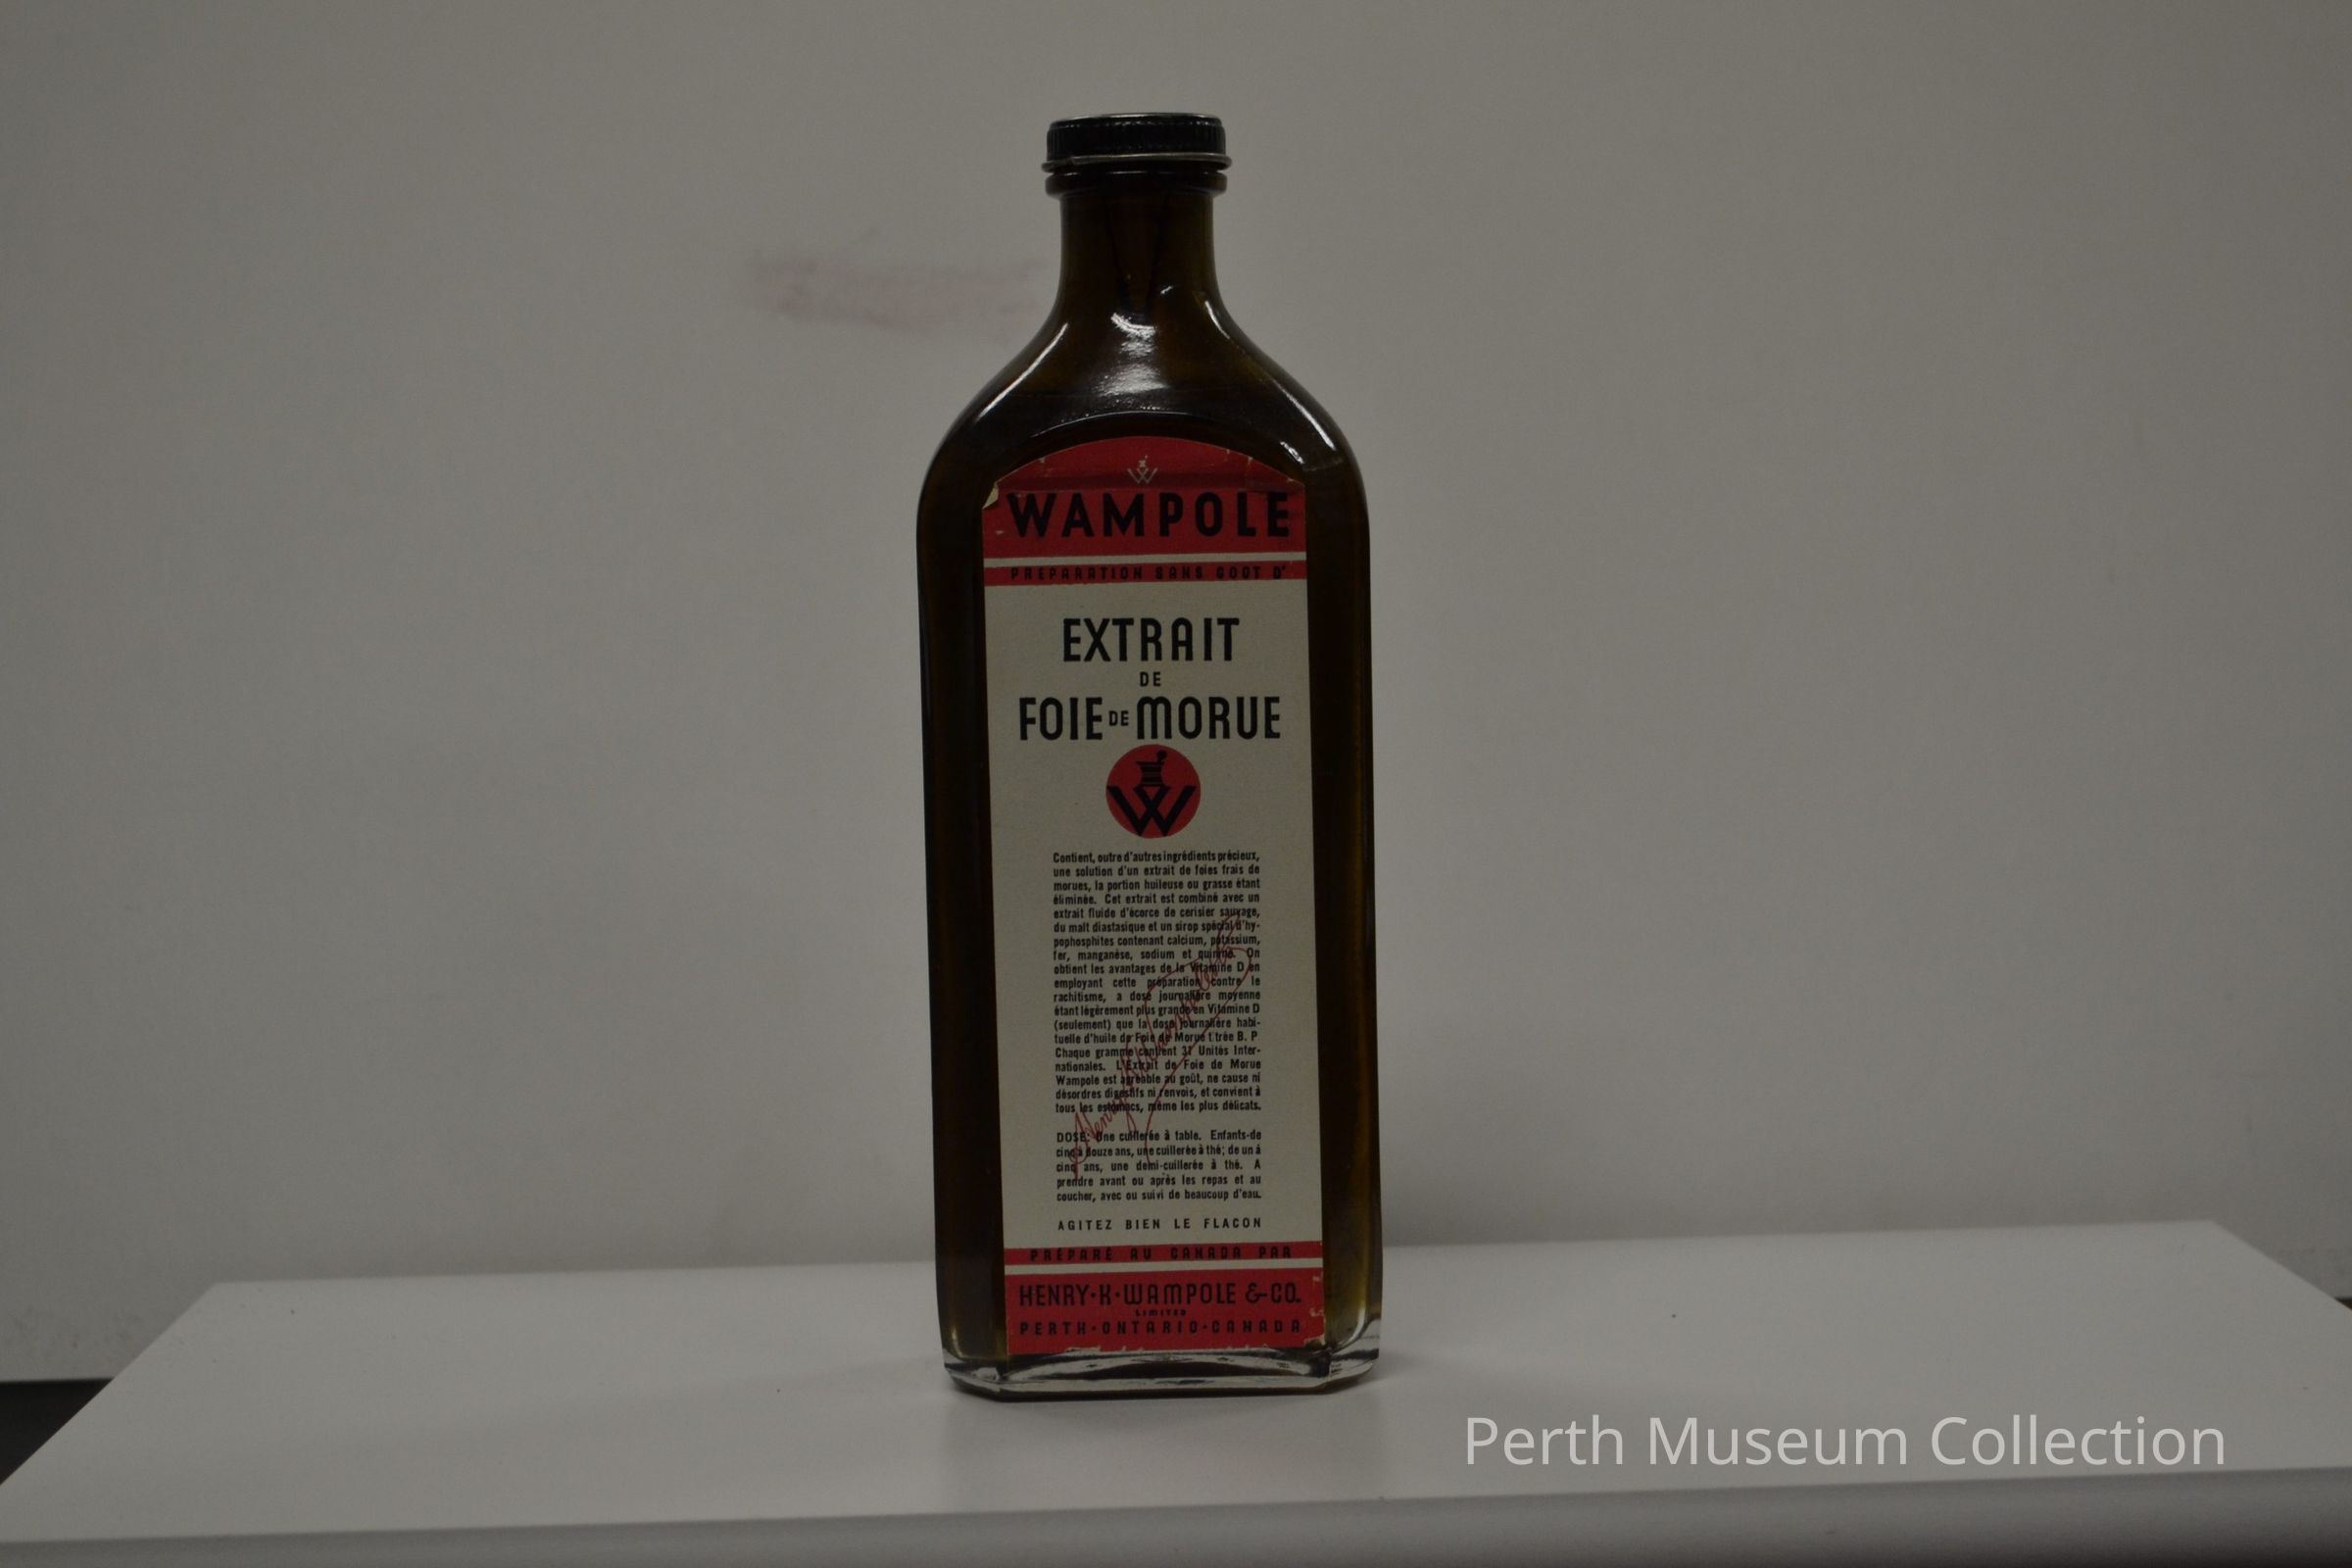 W
WAMPOLE
PREPARATION SANS GOUT D'
EXTRAIT
DE
FOIE DE MORUE
W
Contient, outre d'autres ingrédients précieux,
une solution d'un extrait de foies frais de
morues, la portion huileuse ou grasse étant
éliminée. Cet extrait est combiné avec un
extrait fluide d'écorce de cerisier sauvage,
du malt diastasique et un sirop spécial d'hy-
pophosphites contenant calcium, potassium,
fer, manganèse, sodium et quinine. On
obtient les avantages de la Vitamine D en
employant cette préparation contre le
rachitisme, a dose journalière moyenne
étant légèrement plus grande en Vitamine D
(seulement) que la dose journalière habi-
tuelle d'huile de Foie de Morue t trée B. P
Chaque gramme contient 31 Unités Inter-
nationales. L'Extrait de Foie de Morue
Wampole est agréable au goût, ne cause ni
désordres digestifs ni renvois, et convient à
tous les estomacs, même les plus délicats.
DOSE: Une cuillerée à table. Enfants-de
cinq à douze ans, une cuillerée à thé; de un à
cinq ans, une demi-cuillerée à thé. A
prendre avant ou après les repas et au
coucher, avec ou suivi de beaucoup d'eau.
Henry K. Wampole & Co
AGITEZ BIEN LE FLACON
PRÉPARÉ AU CANADA PAR
HENRY·K·WAMPOLE & CO.
LIMITED
PERTH·ONTARIO·CANADA
Perth Museum Collection